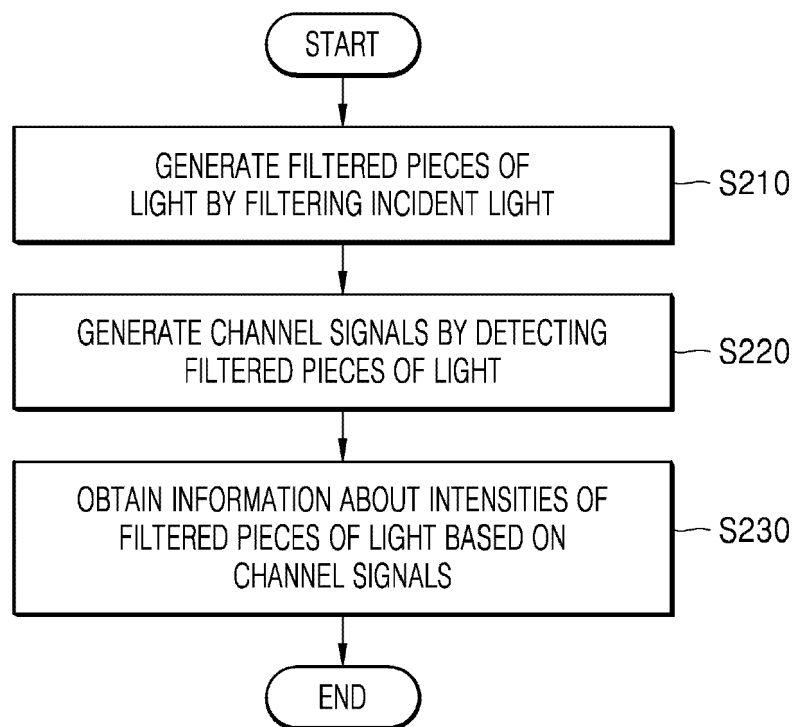 START
GENERATE FILTERED PIECES OF
LIGHT BY FILTERING INCIDENT LIGHT
S210
GENERATE CHANNEL SIGNALS BY DETECTING
FILTERED PIECES OF LIGHT
S220
OBTAIN INFORMATION ABOUT INTENSITIES OF
FILTERED PIECES OF LIGHT BASED ON
CHANNEL SIGNALS
S230
END